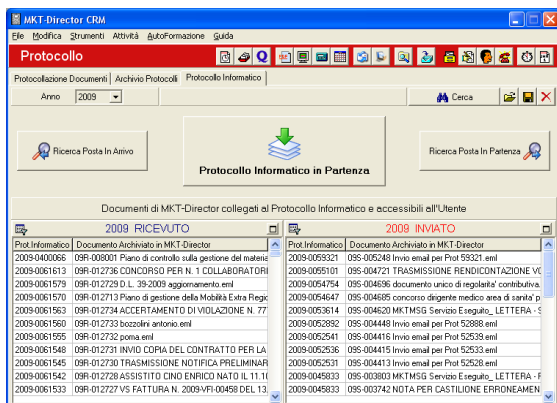 MKT-Director CRM
File Modifica Strumenti Attività AutoFormazione Guida
Protocollo
Protocollazione Documenti Archivio Protocolli Protocollo Informatico
Anno 2009 Cerca
Ricerca Posta In Arrivo
Protocollo Informatico in Partenza
Ricerca Posta In Partenza
Documenti di MKT-Director collegati al Protocollo Informatico e accessibili all'Utente
2009 RICEVUTO
Prot.Informatico Documento Archiviato in MKT-Director
2009-0400066 09R-008001 Piano di controllo sulla gestione del materia
2009-0061613 09R-012736 CONCORSO PER N. 1 COLLABORATORI
2009-0061579 09R-012729 D.L. 39-2009 aggiornamento.eml
2009-0061570 09R-012713 Piano di gestione della Mobilità Extra Regio
2009-0061563 09R-012734 ACCERTAMENTO DI VIOLAZIONE N. 77
2009-0061560 09R-012733 bozzolini antonio.eml
2009-0061555 09R-012732 poma.eml
2009-0061548 09R-012731 INVIO COPIA DEL CONTRATTO PER LA
2009-0061545 09R-012730 TRASMISSIONE NOTIFICA PRELIMINAR
2009-0061542 09R-012728 ASSISTITO CINO ENRICO NATO IL 11.1
2009-0061533 09R-012727 VS FATTURA N. 2009-VFI-00458 DEL 13.
2009 INVIATO
Prot.Informatico Documento Archiviato in MKT-Director
2009-0059321 09S-005248 Invio email per Prot 59321.eml
2009-0055101 09S-004721 TRASMISSIONE RENDICONTAZIONE VO
2009-0054754 09S-004696 documento unico di regolarita' contributiva.
2009-0054647 09S-004685 concorso dirigente medico area di sanita' p
2009-0053614 09S-004620 MKTMSG Servizio Eseguito_ LETTERA - S
2009-0052892 09S-004448 Invio email per Prot 52888.eml
2009-0052541 09S-004416 Invio email per Prot 52539.eml
2009-0052536 09S-004415 Invio email per Prot 52533.eml
2009-0052531 09S-004413 Invio email per Prot 52528.eml
2009-0045833 09S-003803 MKTMSG Servizio Eseguito_ LETTERA - F
2009-0045833 09S-003742 NOTA PER CASTILIONE ERRONEAMEN